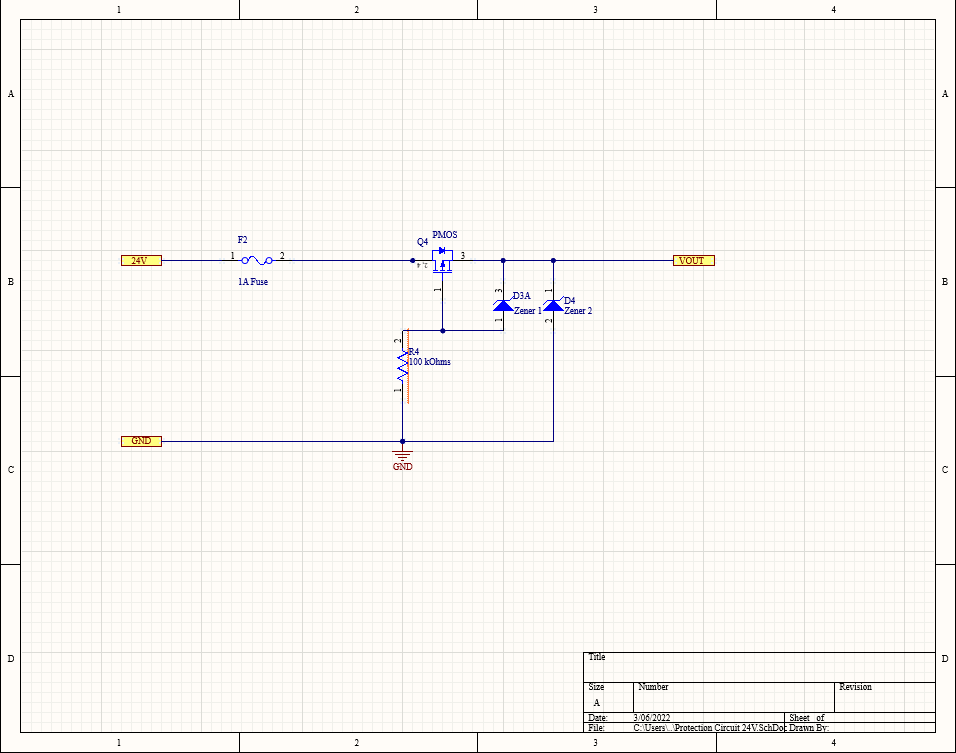 1 2 3 4
A A
PMOS
F2 Q4
24V 1 2 3 VOUT
B 1A Fuse B
1 3 D3A 1 D4
Zener 1 Zener 2
1 2
2 R4
100 kOhms
1
GND
C GND C
D Title D
Size Number Revision
A
Date: 3/06/2022 Sheet of
File: C:\Users\..\Protection Circuit 24V.SchDoc Drawn By:
1 2 3 4